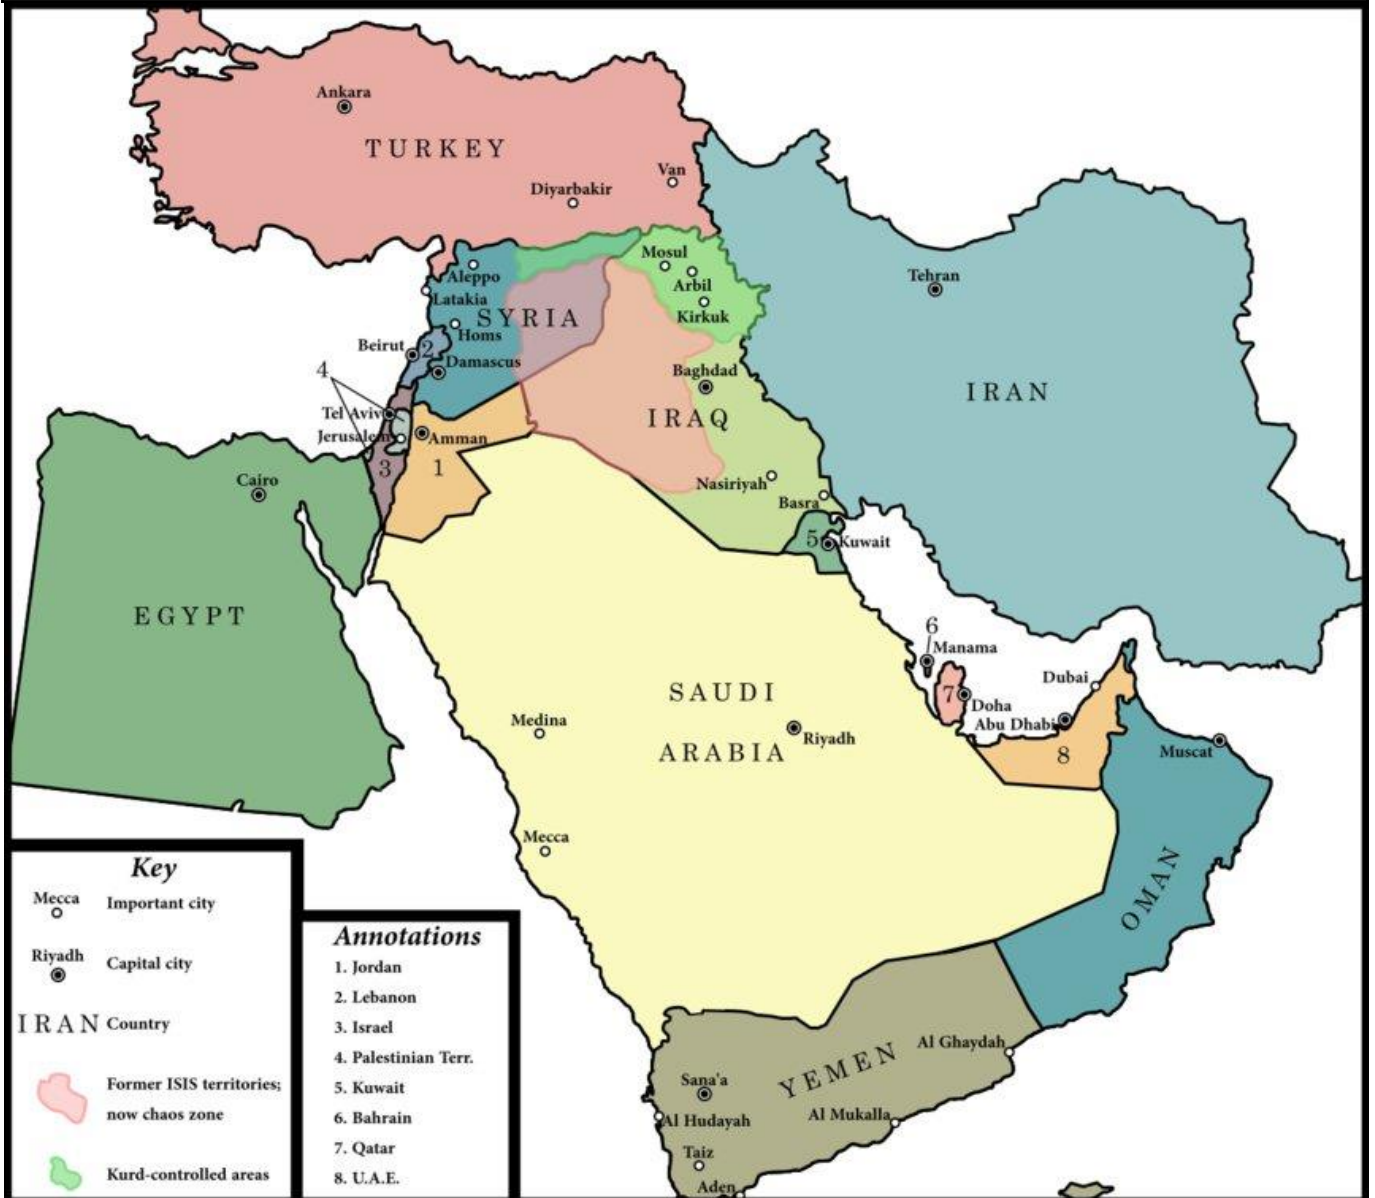 Ankara
TURKEY
Van
Diyarbakir
Mosul
Aleppo
Arbil
Tehran
Latakia
SYRIA
Kirkuk
Homs
Beirut
2
Damascus
4
Baghdad
IRAN
Tel Aviv
IRAQ
Jerusalem
Amman
3
1
Cairo
Nasiriyah
Basra
5
Kuwait
EGYPT
6
Manama
SAUDI
Dubai
7
Doha
Medina
Abu Dhabi
Riyadh
ARABIA
8
Muscat
Mecca
OMAN
YEMEN
Al Ghaydah
Sana'a
Al Hudayah
Al Mukalla
Taiz
Aden
Key
Mecca
Important city
Riyadh
Capital city
IRAN Country
Former ISIS territories;
now chaos zone
Kurd-controlled areas
Annotations
1. Jordan
2. Lebanon
3. Israel
4. Palestinian Terr.
5. Kuwait
6. Bahrain
7. Qatar
8. U.A.E.